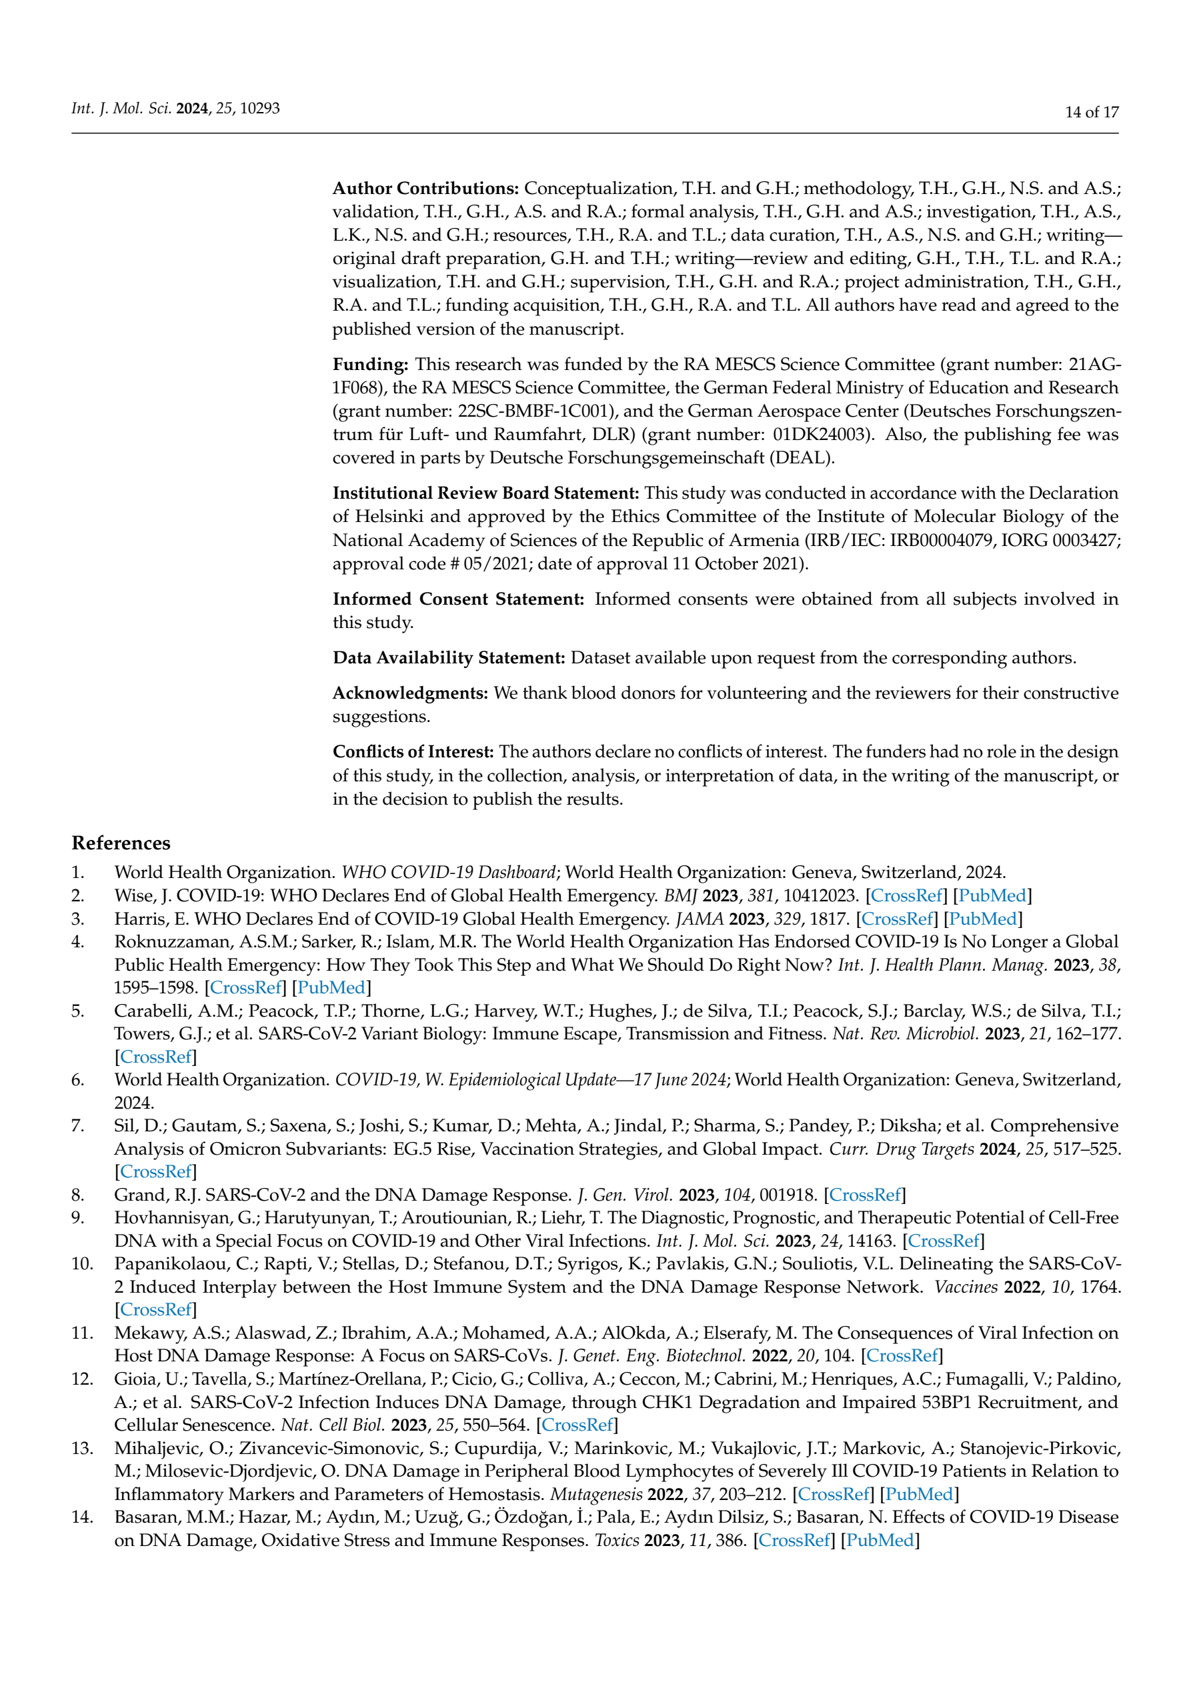 Int. J. Mol. Sci. 2024, 25, 10293
14 of 17
Author Contributions: Conceptualization, T.H. and G.H.; methodology, T.H., G.H., N.S. and A.S.;
validation, T.H., G.H., A.S. and R.A.; formal analysis, T.H., G.H. and A.S.; investigation, T.H., A.S.,
L.K., N.S. and G.H.; resources, T.H., R.A. and T.L.; data curation, T.H., A.S., N.S. and G.H.; writing—
original draft preparation, G.H. and T.H.; writing—review and editing, G.H., T.H., T.L. and R.A.;
visualization, T.H. and G.H.; supervision, T.H., G.H. and R.A.; project administration, T.H., G.H.,
R.A. and T.L.; funding acquisition, T.H., G.H., R.A. and T.L. All authors have read and agreed to the
published version of the manuscript.
Funding: This research was funded by the RA MESCS Science Committee (grant number: 21AG-
1F068), the RA MESCS Science Committee, the German Federal Ministry of Education and Research
(grant number: 22SC-BMBF-1C001), and the German Aerospace Center (Deutsches Forschungszen-
trum für Luft- und Raumfahrt, DLR) (grant number: 01DK24003). Also, the publishing fee was
covered in parts by Deutsche Forschungsgemeinschaft (DEAL).
Institutional Review Board Statement: This study was conducted in accordance with the Declaration
of Helsinki and approved by the Ethics Committee of the Institute of Molecular Biology of the
National Academy of Sciences of the Republic of Armenia (IRB/IEC: IRB00004079, IORG 0003427;
approval code # 05/2021; date of approval 11 October 2021).
Informed Consent Statement: Informed consents were obtained from all subjects involved in
this study.
Data Availability Statement: Dataset available upon request from the corresponding authors.
Acknowledgments: We thank blood donors for volunteering and the reviewers for their constructive
suggestions.
Conflicts of Interest: The authors declare no conflicts of interest. The funders had no role in the design
of this study, in the collection, analysis, or interpretation of data, in the writing of the manuscript, or
in the decision to publish the results.
References
1. World Health Organization. WHO COVID-19 Dashboard; World Health Organization: Geneva, Switzerland, 2024.
2. Wise, J. COVID-19: WHO Declares End of Global Health Emergency. BMJ 2023, 381, 10412023. [CrossRef] [PubMed]
3. Harris, E. WHO Declares End of COVID-19 Global Health Emergency. JAMA 2023, 329, 1817. [CrossRef] [PubMed]
4. Roknuzzaman, A.S.M.; Sarker, R.; Islam, M.R. The World Health Organization Has Endorsed COVID-19 Is No Longer a Global
Public Health Emergency: How They Took This Step and What We Should Do Right Now? Int. J. Health Plann. Manag. 2023, 38,
1595–1598. [CrossRef] [PubMed]
5. Carabelli, A.M.; Peacock, T.P.; Thorne, L.G.; Harvey, W.T.; Hughes, J.; de Silva, T.I.; Peacock, S.J.; Barclay, W.S.; de Silva, T.I.;
Towers, G.J.; et al. SARS-CoV-2 Variant Biology: Immune Escape, Transmission and Fitness. Nat. Rev. Microbiol. 2023, 21, 162–177.
[CrossRef]
6. World Health Organization. COVID-19, W. Epidemiological Update—17 June 2024; World Health Organization: Geneva, Switzerland,
2024.
7. Sil, D.; Gautam, S.; Saxena, S.; Joshi, S.; Kumar, D.; Mehta, A.; Jindal, P.; Sharma, S.; Pandey, P.; Diksha; et al. Comprehensive
Analysis of Omicron Subvariants: EG.5 Rise, Vaccination Strategies, and Global Impact. Curr. Drug Targets 2024, 25, 517–525.
[CrossRef]
8. Grand, R.J. SARS-CoV-2 and the DNA Damage Response. J. Gen. Virol. 2023, 104, 001918. [CrossRef]
9. Hovhannisyan, G.; Harutyunyan, T.; Aroutiounian, R.; Liehr, T. The Diagnostic, Prognostic, and Therapeutic Potential of Cell-Free
DNA with a Special Focus on COVID-19 and Other Viral Infections. Int. J. Mol. Sci. 2023, 24, 14163. [CrossRef]
10. Papanikolaou, C.; Rapti, V.; Stellas, D.; Stefanou, D.T.; Syrigos, K.; Pavlakis, G.N.; Souliotis, V.L. Delineating the SARS-CoV-
2 Induced Interplay between the Host Immune System and the DNA Damage Response Network. Vaccines 2022, 10, 1764.
[CrossRef]
11. Mekawy, A.S.; Alaswad, Z.; Ibrahim, A.A.; Mohamed, A.A.; AlOkda, A.; Elserafy, M. The Consequences of Viral Infection on
Host DNA Damage Response: A Focus on SARS-CoVs. J. Genet. Eng. Biotechnol. 2022, 20, 104. [CrossRef]
12. Gioia, U.; Tavella, S.; Martínez-Orellana, P.; Cicio, G.; Colliva, A.; Ceccon, M.; Cabrini, M.; Henriques, A.C.; Fumagalli, V.; Paldino,
A.; et al. SARS-CoV-2 Infection Induces DNA Damage, through CHK1 Degradation and Impaired 53BP1 Recruitment, and
Cellular Senescence. Nat. Cell Biol. 2023, 25, 550–564. [CrossRef]
13. Mihaljevic, O.; Zivancevic-Simonovic, S.; Cupurdija, V.; Marinkovic, M.; Vukajlovic, J.T.; Markovic, A.; Stanojevic-Pirkovic,
M.; Milosevic-Djordjevic, O. DNA Damage in Peripheral Blood Lymphocytes of Severely Ill COVID-19 Patients in Relation to
Inflammatory Markers and Parameters of Hemostasis. Mutagenesis 2022, 37, 203–212. [CrossRef] [PubMed]
14. Basaran, M.M.; Hazar, M.; Aydın, M.; Uzuğ, G.; Özdoğan, İ.; Pala, E.; Aydın Dilsiz, S.; Basaran, N. Effects of COVID-19 Disease
on DNA Damage, Oxidative Stress and Immune Responses. Toxics 2023, 11, 386. [CrossRef] [PubMed]